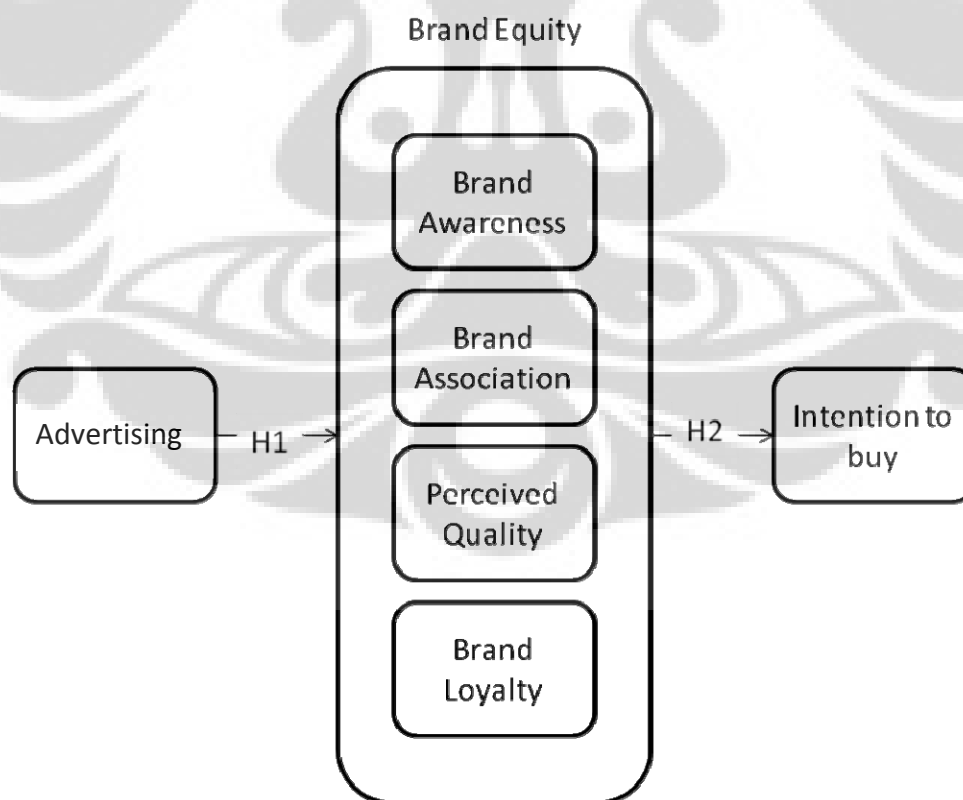 Brand Equity
Brand
Awareness
Brand
Association
Advertising
H1
H2
Intention to
buy
Perceived
Quality
Brand
Loyalty